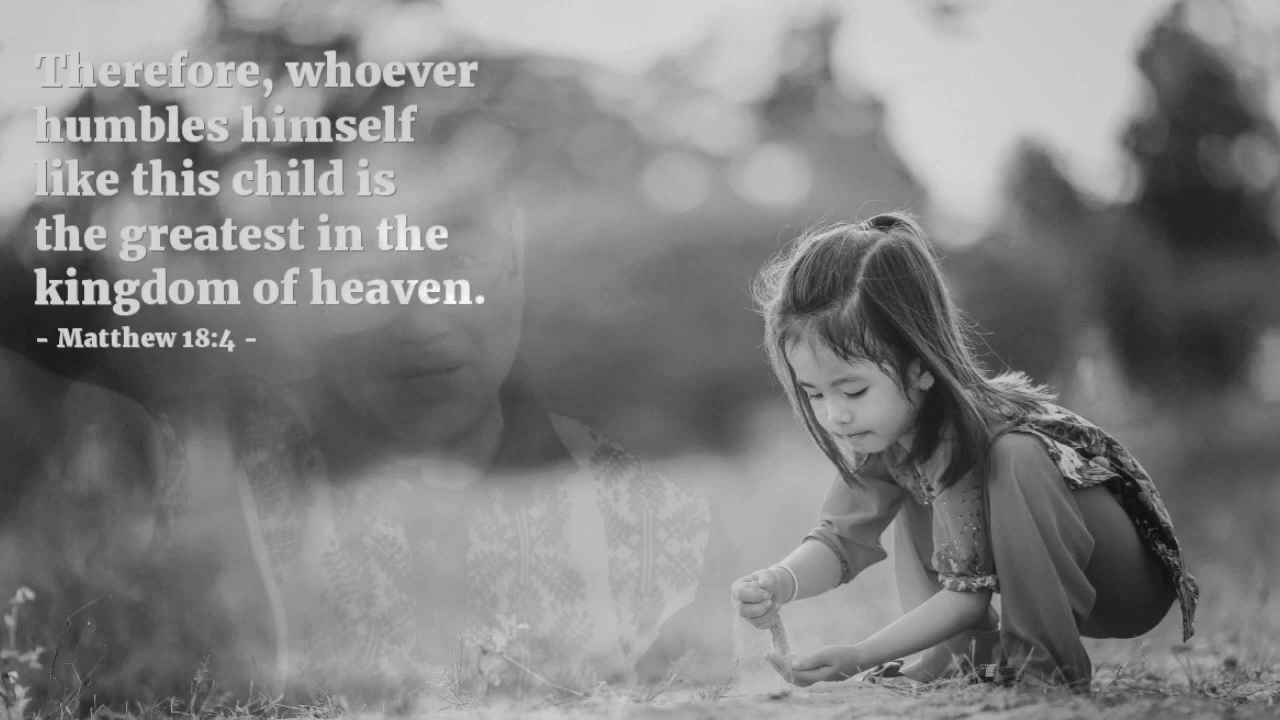 Therefore, whoever
humbles himself
like this child is
the greatest in the
kingdom of heaven.
- Matthew 18:4 -